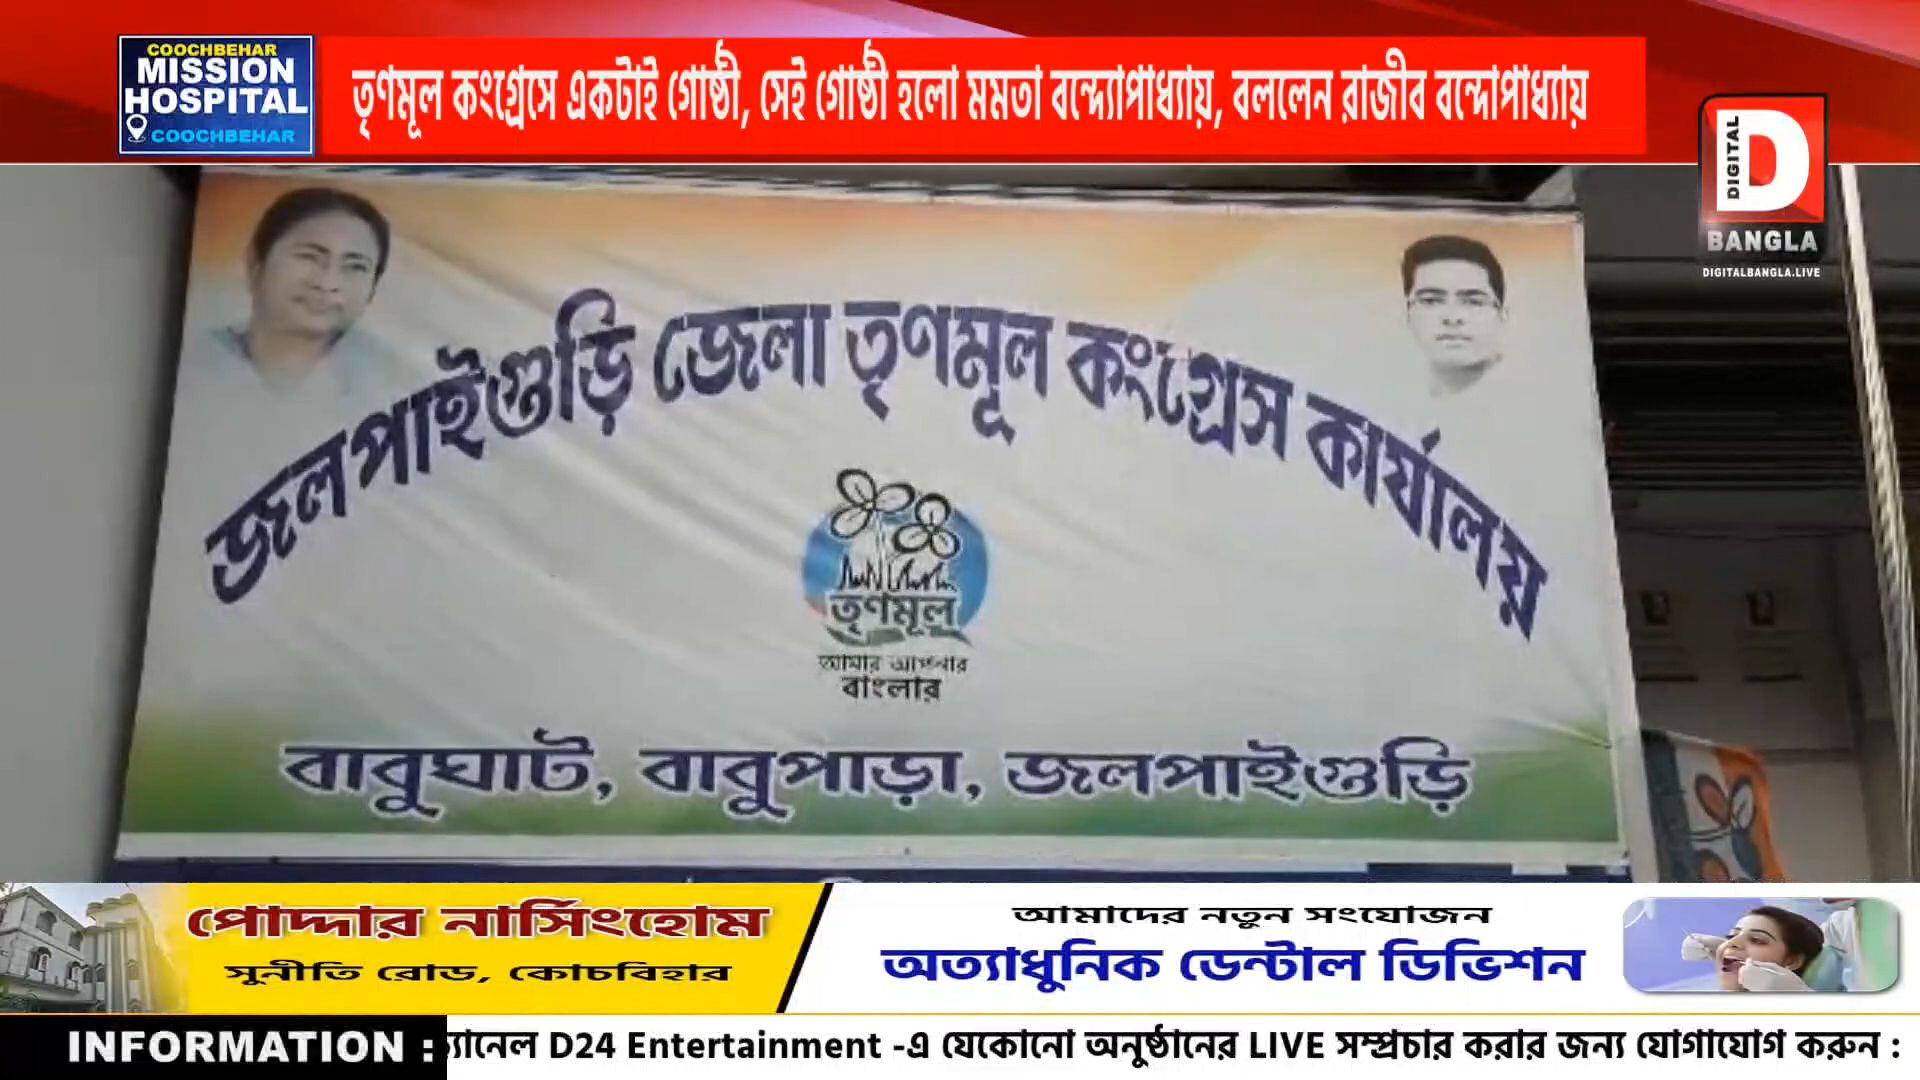 COOCHBEHAR
MISSION
HOSPITAL
COOCHBEHAR
তৃণমূল কংগ্রেসে একটাই গোষ্ঠী, সেই গোষ্ঠী হলো মমতা বন্দ্যোপাধ্যায়, বললেন রাজীব বন্দোপাধ্যায়
DIGITAL
D
BANGLA
DIGITALBANGLA.LIVE
জলপাইগুড়ি জেলা তৃণমূল কংগ্রেস কার্যালয়
তৃণমূল
আমার আপনার
বাংলার
বাবুঘাট, বাবুপাড়া, জলপাইগুড়ি
পোদ্দার নার্সিংহোম
সুনীতি রোড, কোচবিহার
আমাদের নতুন সংযোজন
অত্যাধুনিক ডেন্টাল ডিভিশন
INFORMATION : ্যানেল D24 Entertainment -এ যেকোনো অনুষ্ঠানের LIVE সম্প্রচার করার জন্য যোগাযোগ করুন :